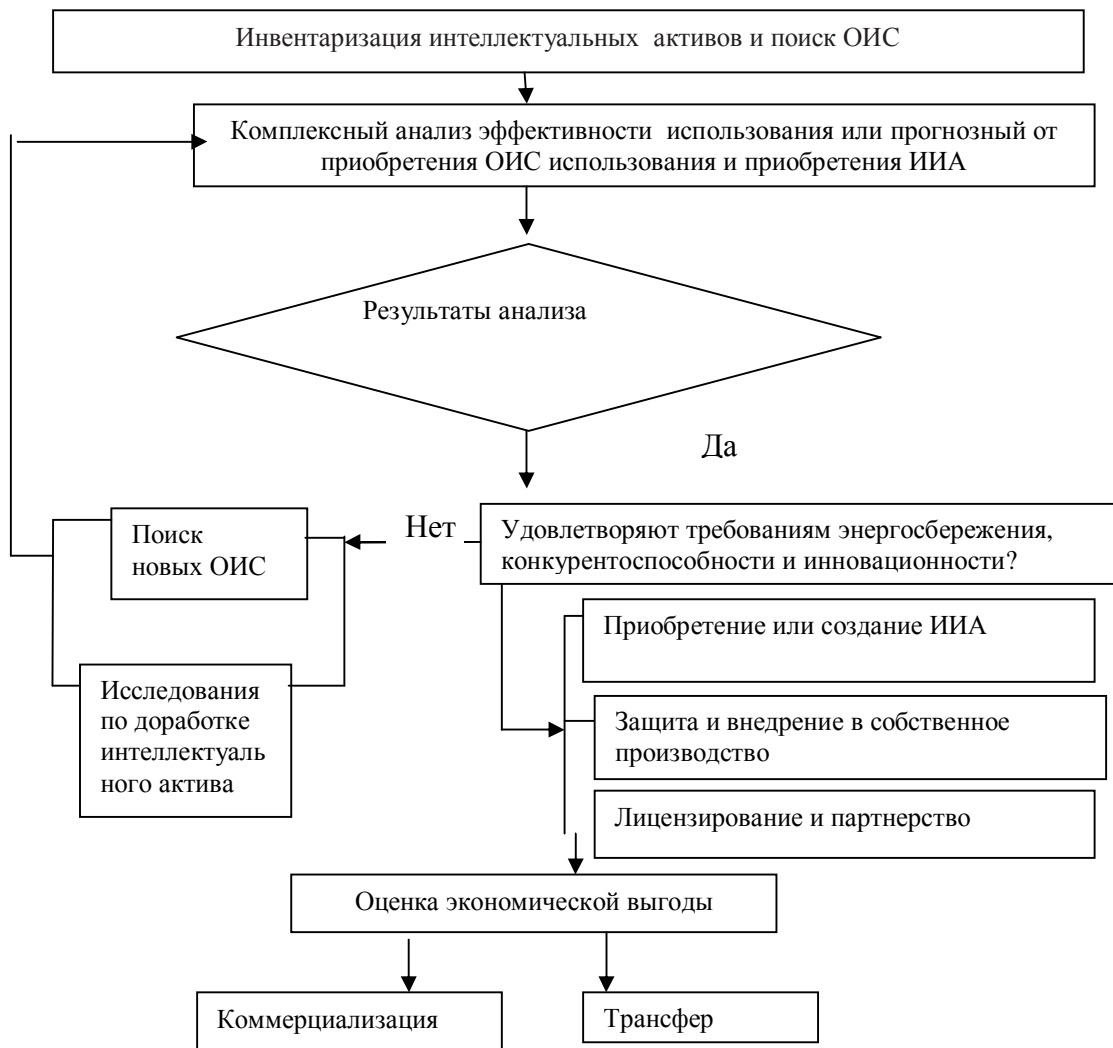 Инвентаризация интеллектуальных активов и поиск ОИС
Комплексный анализ эффективности использования или прогнозный от
приобретения ОИС использования и приобретения ИИА
Результаты анализа
Да
Нет
Удовлетворяют требованиям энергосбережения,
конкурентоспособности и инновационности?
Поиск
новых ОИС
Исследования
по доработке
интеллектуаль
ного актива
Приобретение или создание ИИА
Защита и внедрение в собственное
производство
Лицензирование и партнерство
Оценка экономической выгоды
Коммерциализация
Трансфер